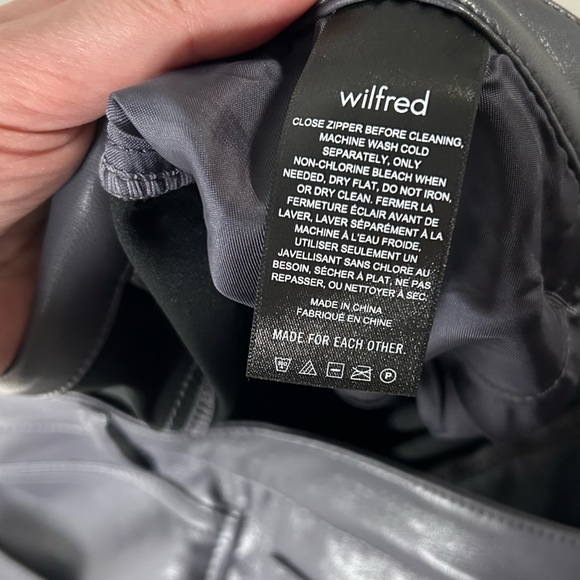 wilfred
CLOSE ZIPPER BEFORE CLEANING,
MACHINE WASH COLD
SEPARATELY, ONLY
NON-CHLORINE BLEACH WHEN
NEEDED, DRY FLAT, DO NOT IRON,
OR DRY CLEAN. FERMER LA
FERMETURE ÉCLAIR AVANT DE
LAVER, LAVER SÉPARÉMENT À LA
MACHINE À L'EAU FROIDE,
UTILISER SEULEMENT UN
JAVELLISANT SANS CHLORE AU
BESOIN, SÉCHER À PLAT, NE PAS
REPASSER, OU NETTOYER À SEC.
MADE IN CHINA
FABRIQUÉ EN CHINE
MADE FOR EACH OTHER.
P